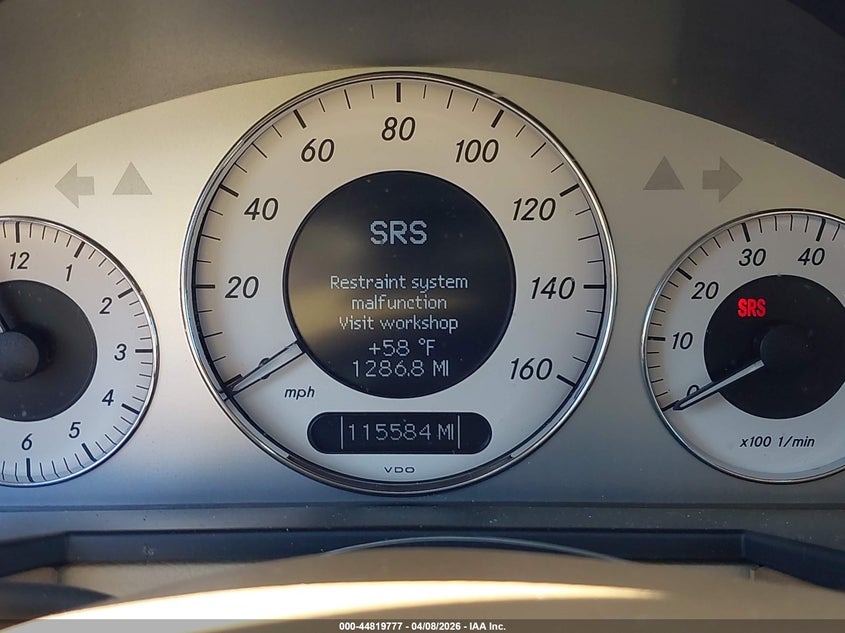 20
40
60
80
100
120
140
160
mph
SRS
Restraint system
malfunction
Visit workshop
+58 °F
1286.8 MI
115584 MI
VDO
12
1
2
3
4
5
6
0
10
20
30
40
SRS
x100 1/min
000-44819777 - 04/08/2026 - IAA Inc.